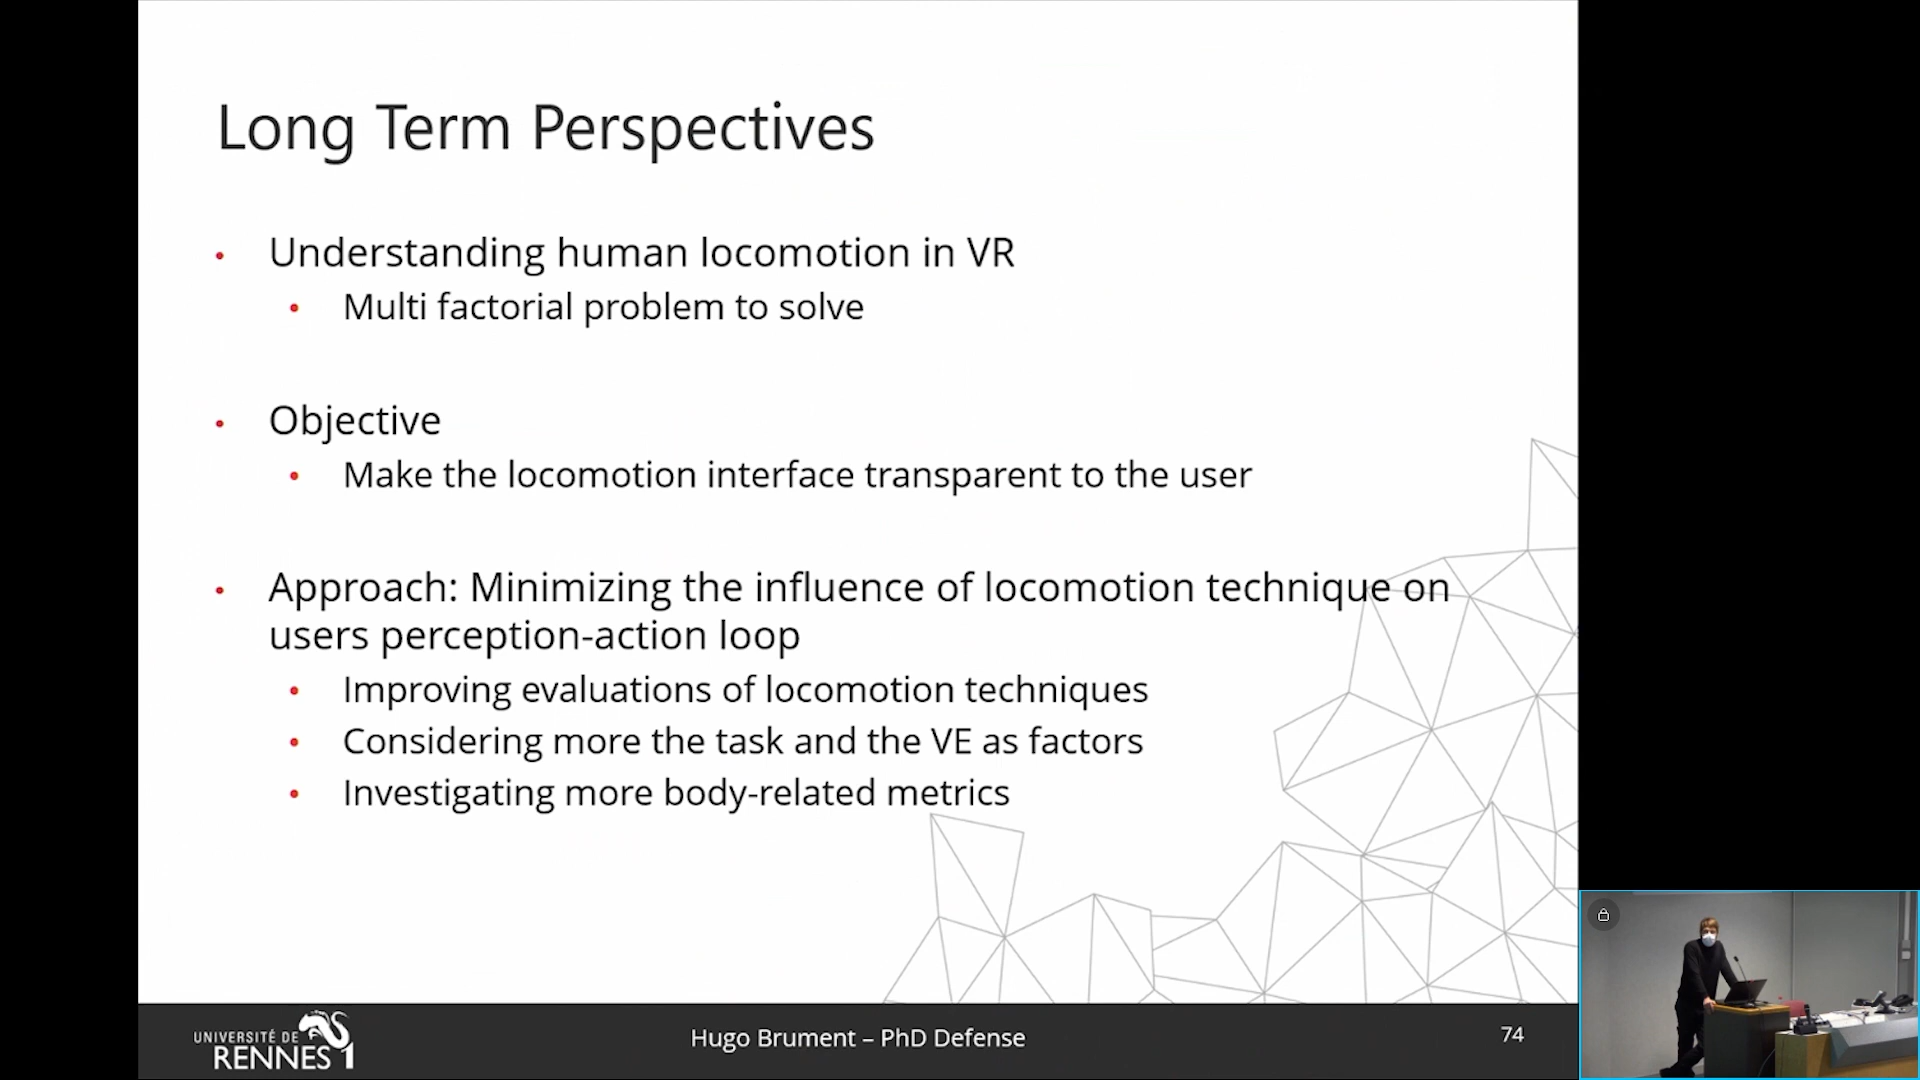 Long Term Perspectives
• Understanding human locomotion in VR
• Multi factorial problem to solve
• Objective
• Make the locomotion interface transparent to the user
• Approach: Minimizing the influence of locomotion technique on
users perception-action loop
• Improving evaluations of locomotion techniques
• Considering more the task and the VE as factors
• Investigating more body-related metrics
UNIVERSITÉ DE
RENNES 1
Hugo Brument – PhD Defense
74